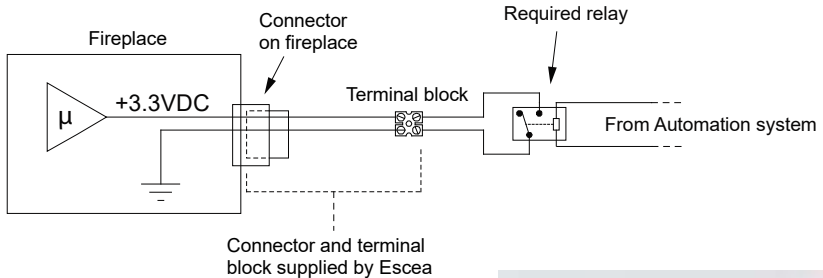 Required relay
Connector
on fireplace
Fireplace
+3.3VDC
Terminal block
μ
From Automation system
Connector and terminal
block supplied by Escea